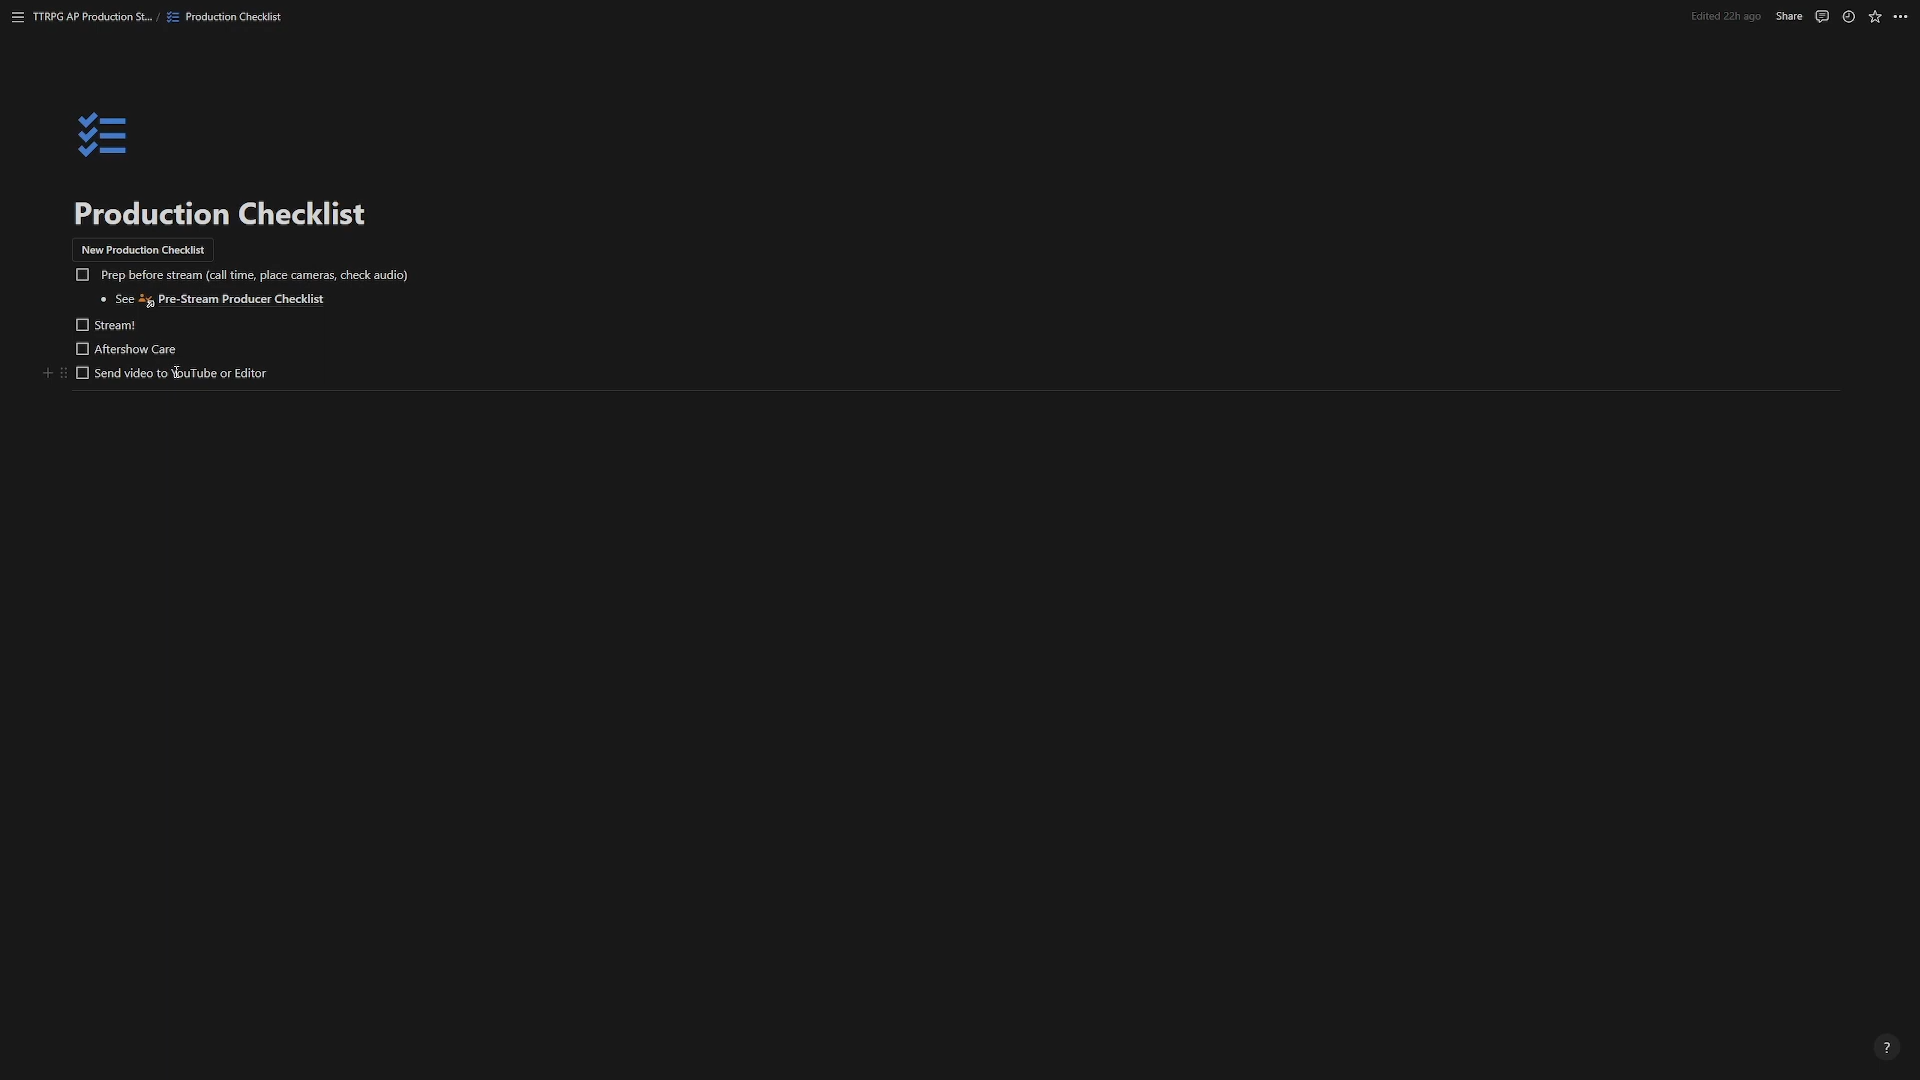 TTRPG AP Production St... / Production Checklist
Edited 22h ago Share
Production Checklist
New Production Checklist
Prep before stream (call time, place cameras, check audio)
• See Pre-Stream Producer Checklist
Stream!
Aftershow Care
Send video to YouTube or Editor
?